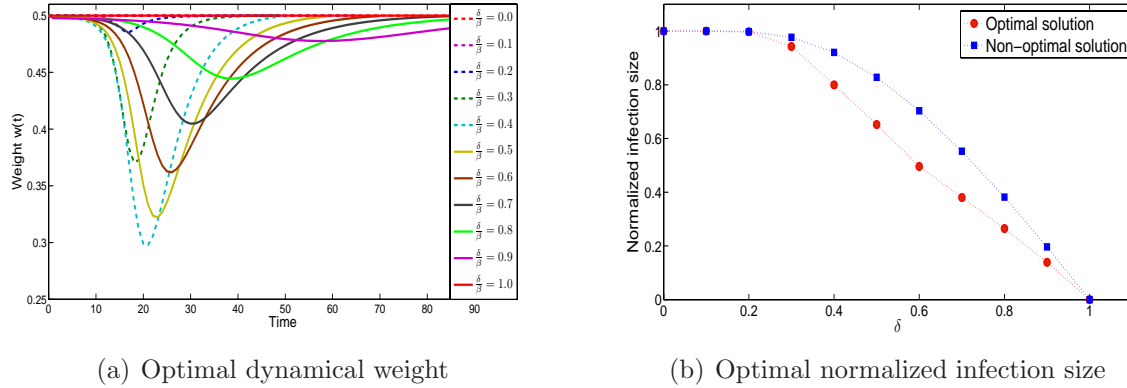 0.5
0.45
0.4
0.35
0.3
0.25
Weight w(t)
0 10 20 30 40 50 60 70 80 90
Time
δ/β = 0.0
δ/β = 0.1
δ/β = 0.2
δ/β = 0.3
δ/β = 0.4
δ/β = 0.5
δ/β = 0.6
δ/β = 0.7
δ/β = 0.8
δ/β = 0.9
δ/β = 1.0
(a) Optimal dynamical weight
1
0.8
0.6
0.4
0.2
0
Normalized infection size
0 0.2 0.4 0.6 0.8 1
δ
Optimal solution
Non−optimal solution
(b) Optimal normalized infection size